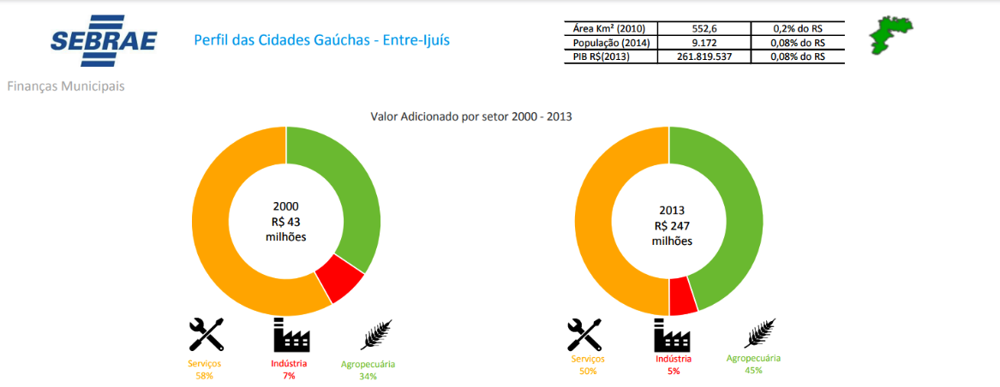 SEBRAE
Perfil das Cidades Gaúchas - Entre-Ijuís
Área Km² (2010) 552,6 0,2% do RS
População (2014) 9.172 0,08% do RS
PIB R$(2013) 261.819.537 0,08% do RS
Finanças Municipais
Valor Adicionado por setor 2000 - 2013
2000
R$ 43
milhões
2013
R$ 247
milhões
Serviços
58%
Indústria
7%
Agropecuária
34%
Serviços
50%
Indústria
5%
Agropecuária
45%